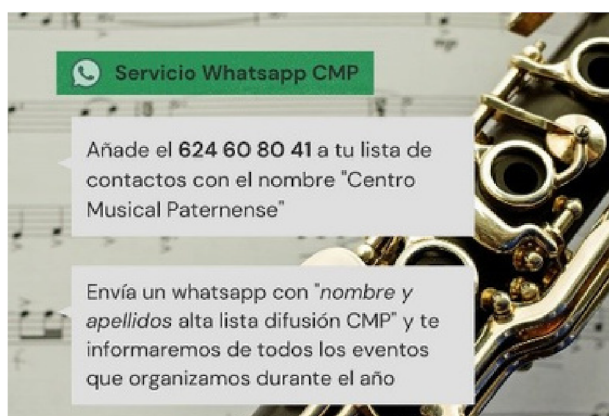 Servicio Whatsapp CMP
Añade el 624 60 80 41 a tu lista de
contactos con el nombre "Centro
Musical Paternense"
Envía un whatsapp con "nombre y
apellidos alta lista difusión CMP" y te
informaremos de todos los eventos
que organizamos durante el año